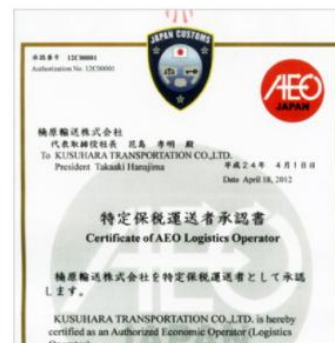 JAPAN CUSTOMS
承認番号 12C00001
Authorization No. 12C00001
AEO
JAPAN
楠原輸送株式会社
代表取締役社長 花島 孝明 殿
To KUSUHARA TRANSPORTATION CO.,LTD.
President Takaaki Hanajima
平成24年 4月18日
Date April 18, 2012
特定保税運送者承認書
Certificate of AEO Logistics Operator
楠原輸送株式会社を特定保税運送者として承認
します。
KUSUHARA TRANSPORTATION CO.,LTD. is hereby
certified as an Authorized Economic Operator (Logistics